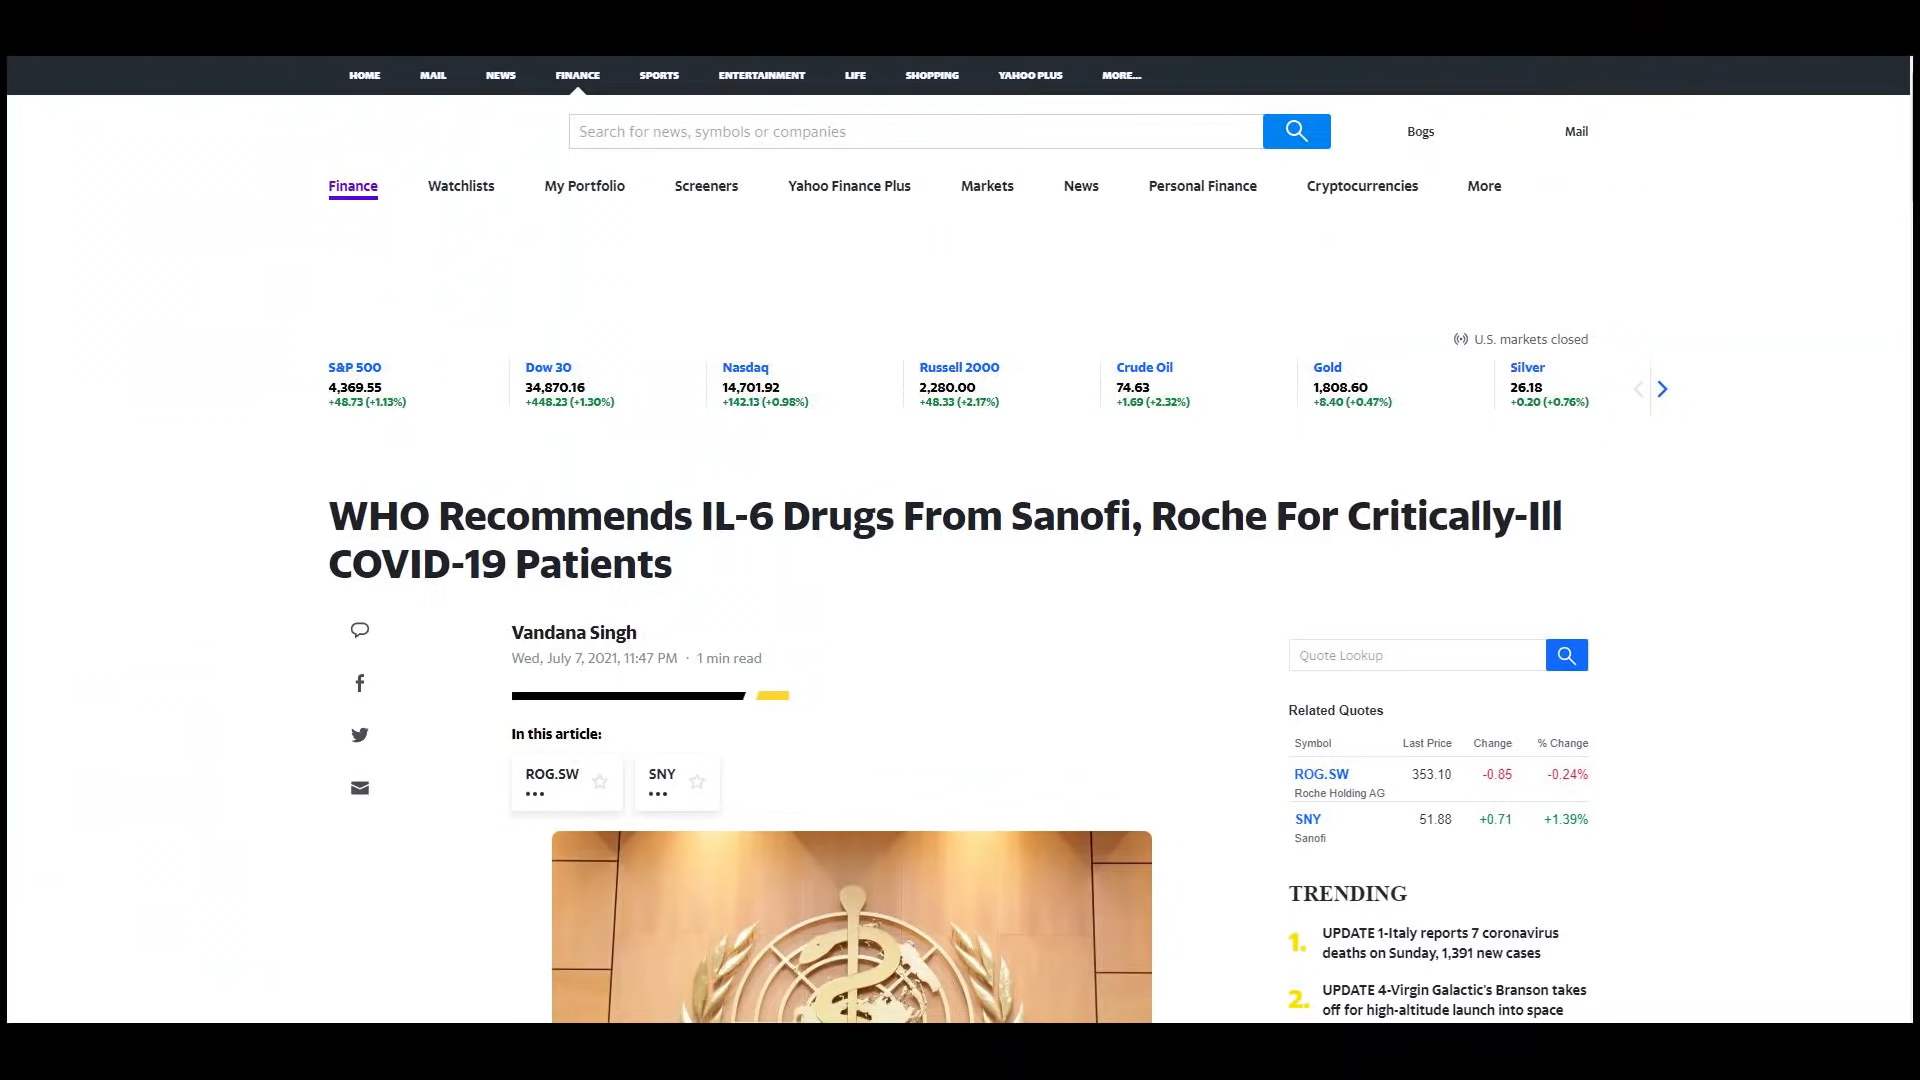 HOME MAIL NEWS FINANCE SPORTS ENTERTAINMENT LIFE SHOPPING YAHOO PLUS MORE...
Search for news, symbols or companies
Bogs Mail
Finance Watchlists My Portfolio Screeners Yahoo Finance Plus Markets News Personal Finance Cryptocurrencies More
U.S. markets closed
S&P 500 Dow 30 Nasdaq Russell 2000 Crude Oil Gold Silver
4,369.55 34,870.16 14,701.92 2,280.00 74.63 1,808.60 26.18
+48.73 (+1.13%) +448.23 (+1.30%) +142.13 (+0.98%) +48.33 (+2.17%) +1.69 (+2.32%) +8.40 (+0.47%) +0.20 (+0.76%)
WHO Recommends IL-6 Drugs From Sanofi, Roche For Critically-Ill
COVID-19 Patients
Vandana Singh
Wed, July 7, 2021, 11:47 PM · 1 min read
In this article:
ROG.SW SNY
Quote Lookup
Related Quotes
Symbol Last Price Change % Change
ROG.SW 353.10 -0.85 -0.24%
Roche Holding AG
SNY 51.88 +0.71 +1.39%
Sanofi
TRENDING
1. UPDATE 1-Italy reports 7 coronavirus
deaths on Sunday, 1,391 new cases
2. UPDATE 4-Virgin Galactic's Branson takes
off for high-altitude launch into space